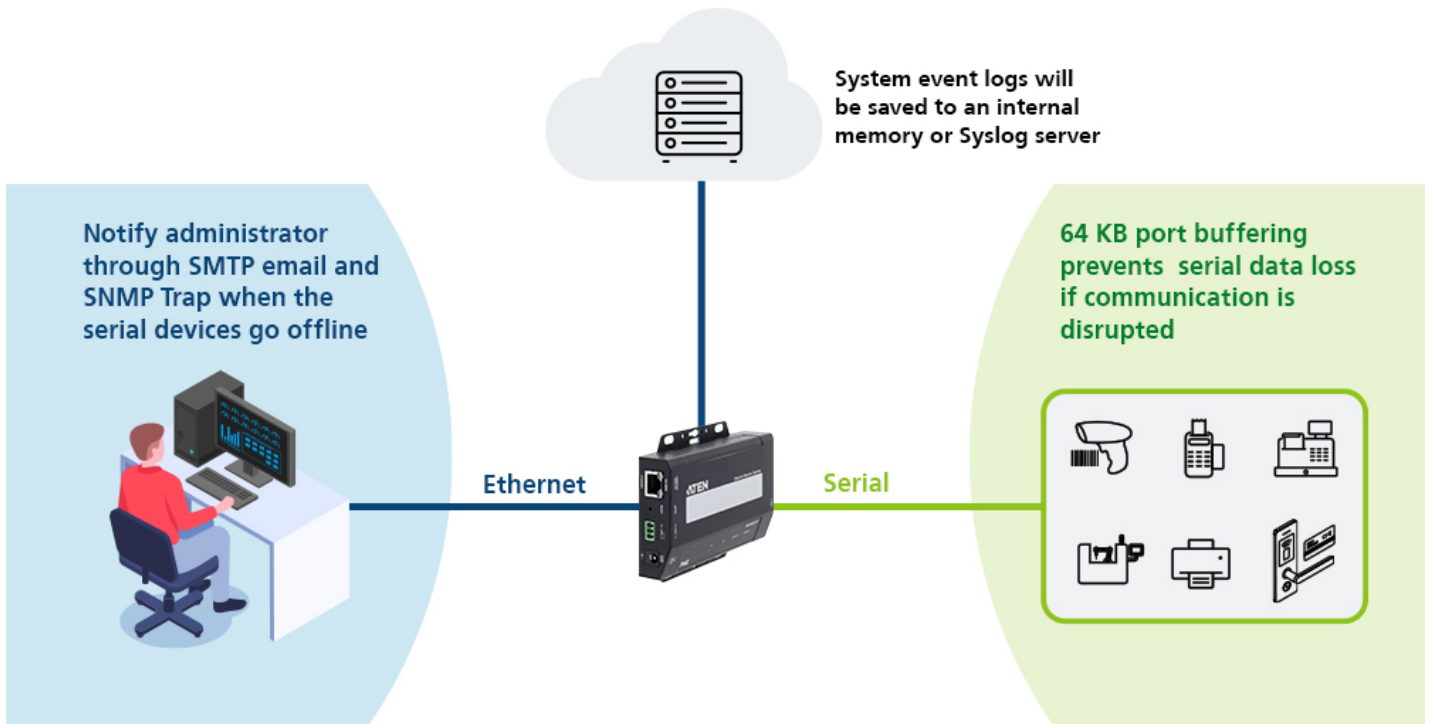 System event logs will
be saved to an internal
memory or Syslog server
Notify administrator
through SMTP email and
SNMP Trap when the
serial devices go offline
64 KB port buffering
prevents  serial data loss
if communication is
disrupted
Ethernet
Serial
ATEN